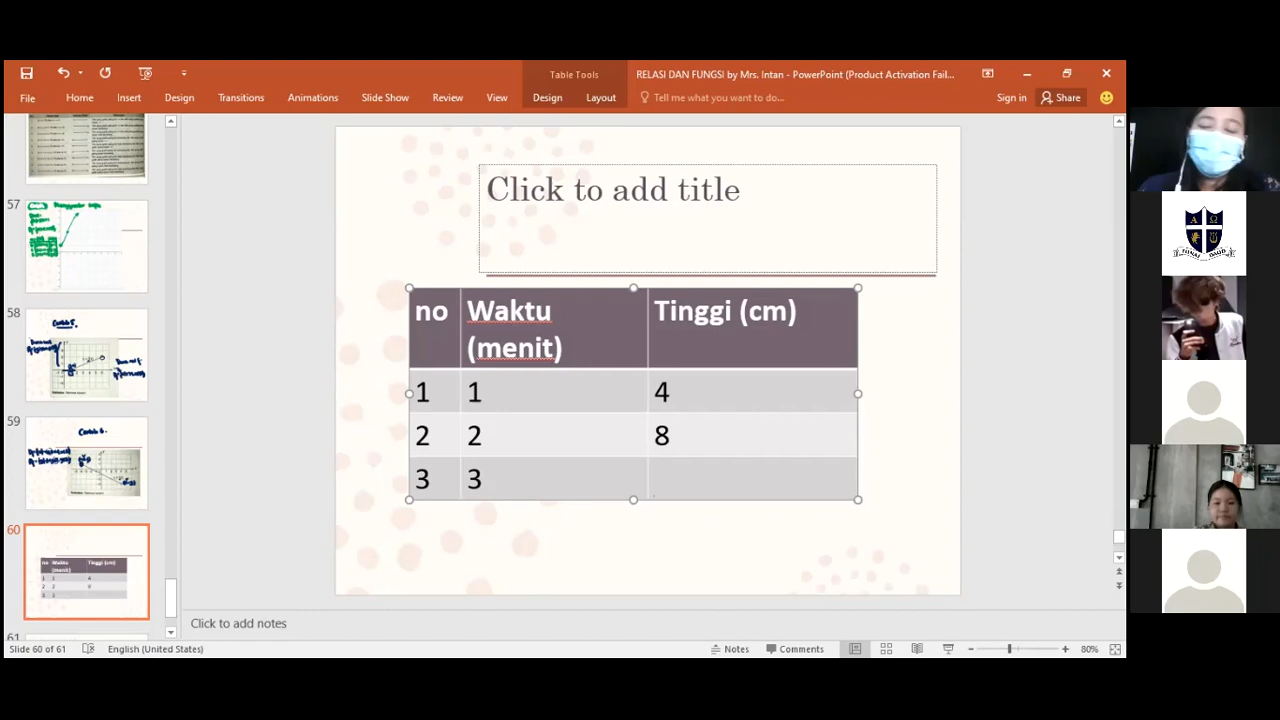 Table Tools
RELASI DAN FUNGSI by Mrs. Intan - PowerPoint (Product Activation Fail...
File Home Insert Design Transitions Animations Slide Show Review View Design Layout Tell me what you want to do... Sign in Share
57
58
59
60
61
Click to add title
no Waktu (menit) Tinggi (cm)
1 1 4
2 2 8
3 3
Click to add notes
Slide 60 of 61 English (United States) Notes Comments 80%
Α Ω